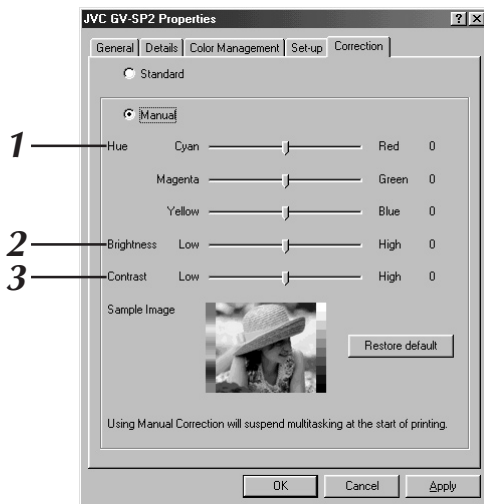 JVC GV-SP2 Properties ? ×
General Details Color Management Set-up Correction
Standard
Manual
1 Hue Cyan Red 0
Magenta Green 0
Yellow Blue 0
2 Brightness Low High 0
3 Contrast Low High 0
Sample Image
Restore default
Using Manual Correction will suspend multitasking at the start of printing.
OK Cancel Apply